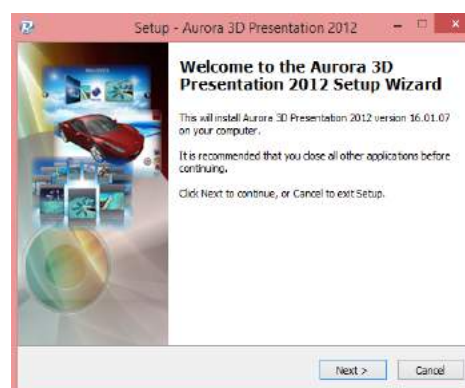 Setup - Aurora 3D Presentation 2012
Welcome to the Aurora 3D
Presentation 2012 Setup Wizard
This will install Aurora 3D Presentation 2012 version 16.01.07
on your computer.
It is recommended that you close all other applications before
continuing.
Click Next to continue, or Cancel to exit Setup.
Next >
Cancel